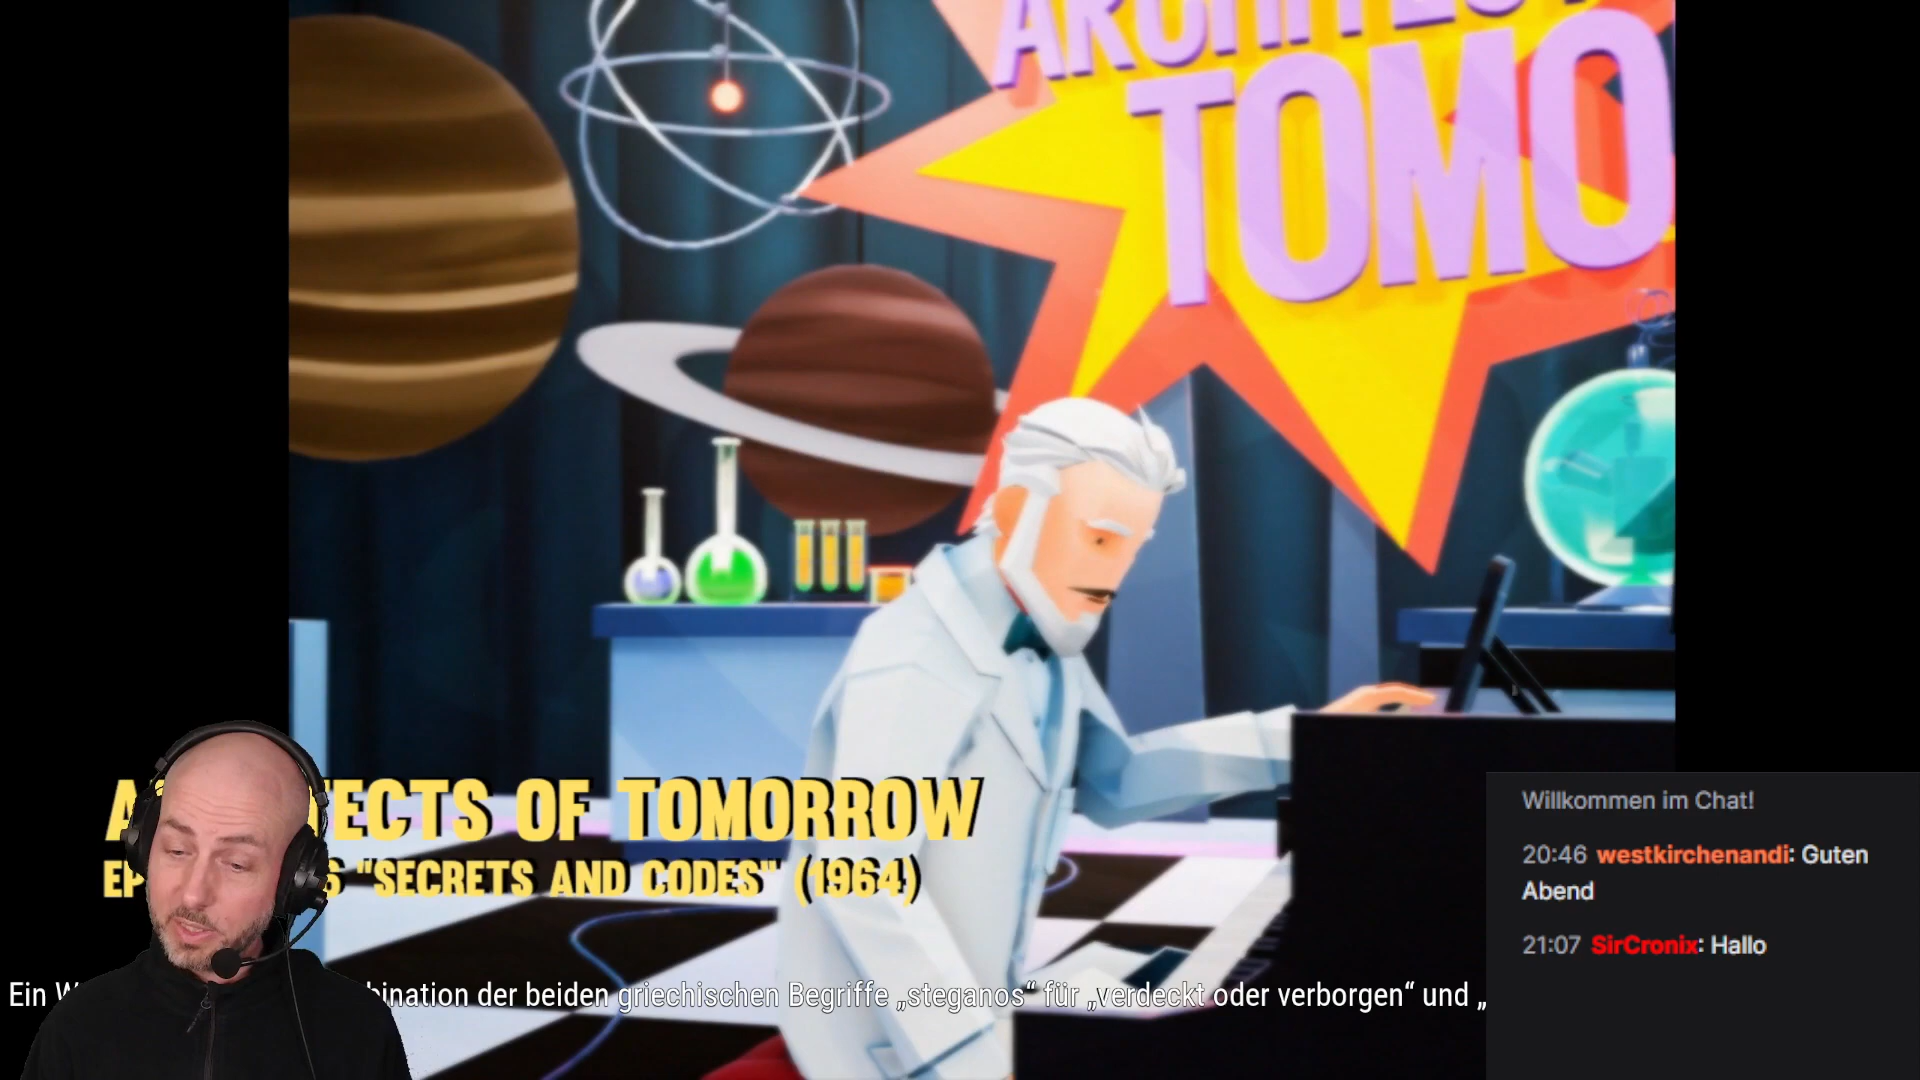 TOMO
ECTS OF TOMORROW
"SECRETS AND CODES" (1964)
Ein
der beiden griechischen Begriffe „steganos“ für „verdeckt oder verborgen“ und „
Willkommen im Chat!
20:46 westkirchenandi: Guten
Abend
21:07 SirCronix: Hallo